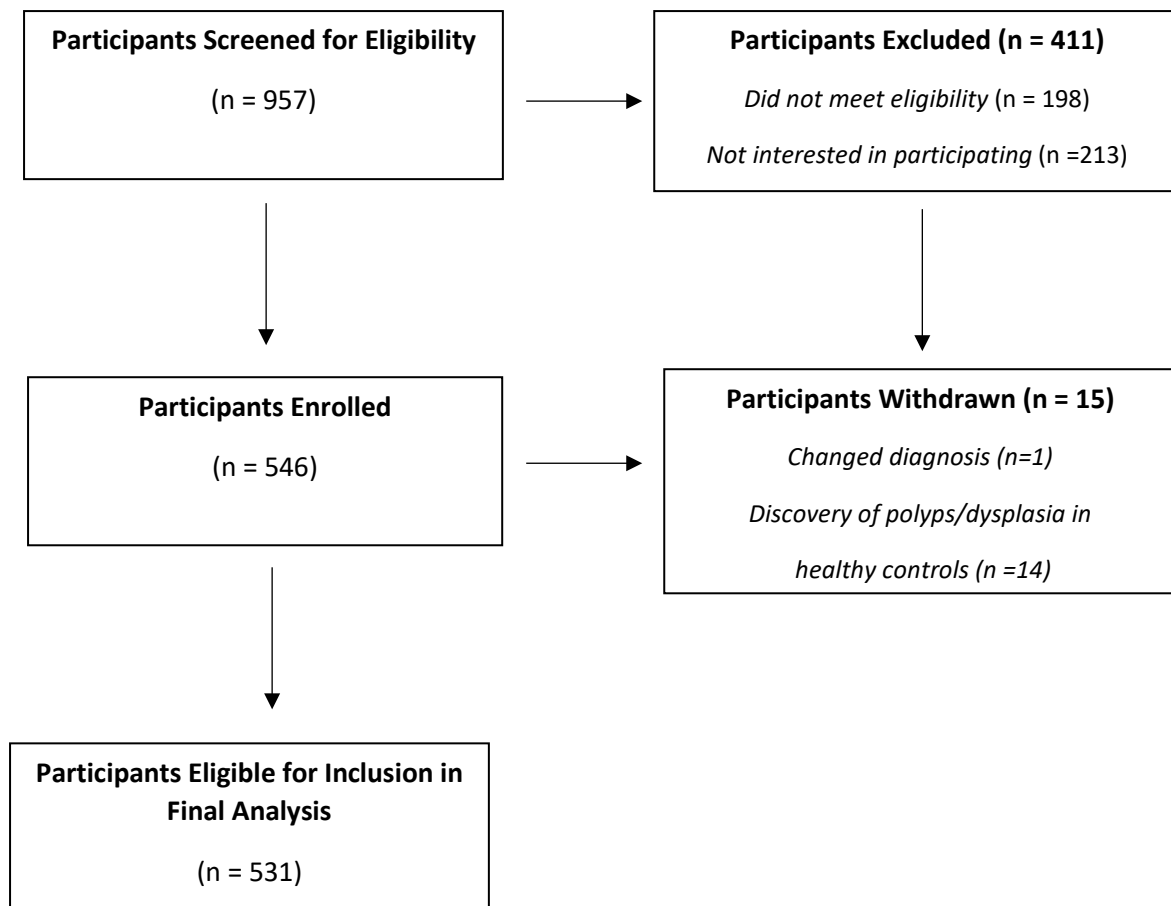 Participants Screened for Eligibility
(n = 957)
Participants Excluded (n = 411)
Did not meet eligibility (n = 198)
Not interested in participating (n =213)
Participants Enrolled
(n = 546)
Participants Withdrawn (n = 15)
Changed diagnosis (n=1)
Discovery of polyps/dysplasia in
healthy controls (n =14)
Participants Eligible for Inclusion in
Final Analysis
(n = 531)